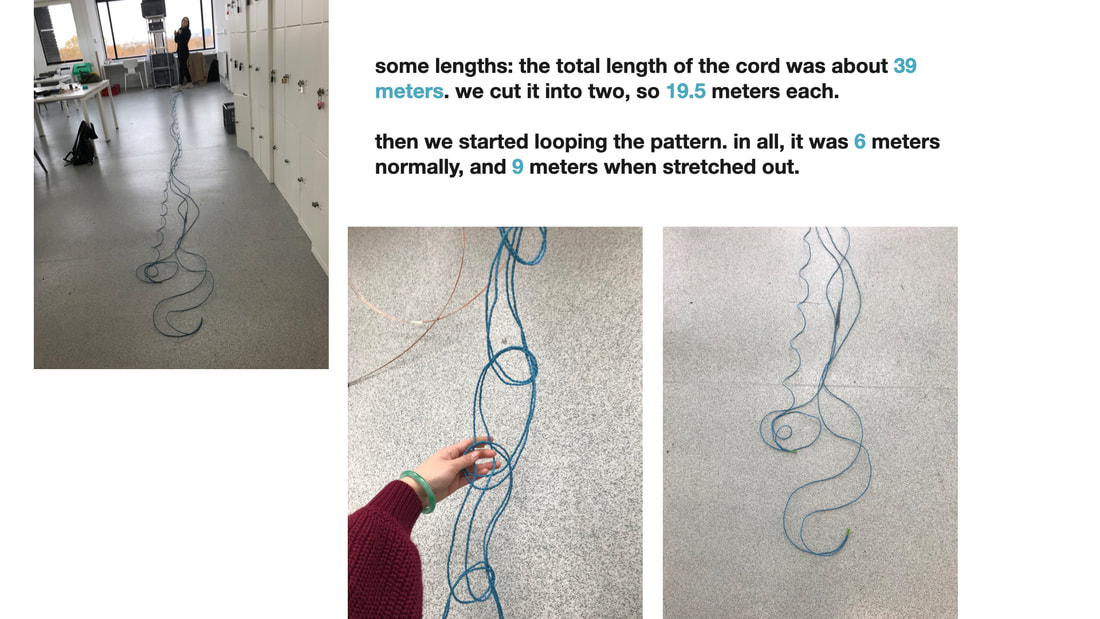 some lengths: the total length of the cord was about 39
meters. we cut it into two, so 19.5 meters each.
then we started looping the pattern. in all, it was 6 meters
normally, and 9 meters when stretched out.